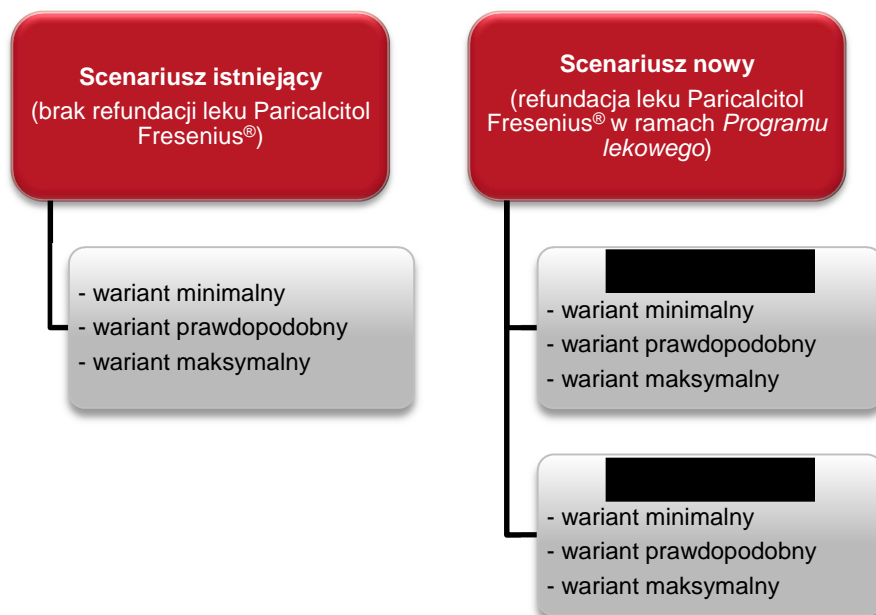 Scenariusz istniejący
(brak refundacji leku Paricalcitol
Fresenius®)
- wariant minimalny
- wariant prawdopodobny
- wariant maksymalny
Scenariusz nowy
(refundacja leku Paricalcitol
Fresenius® w ramach Programu
lekowego)
- wariant minimalny
- wariant prawdopodobny
- wariant maksymalny
- wariant minimalny
- wariant prawdopodobny
- wariant maksymalny